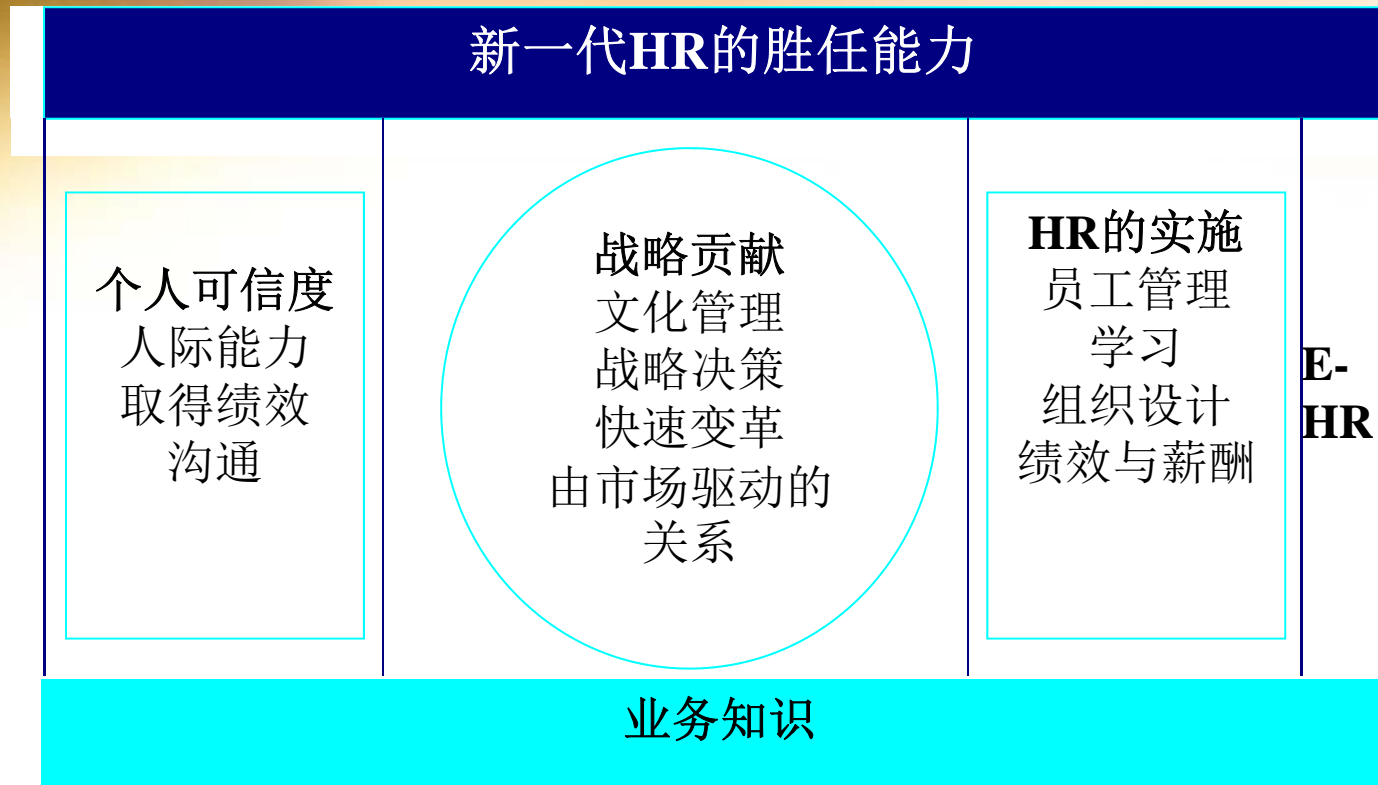 新一代HR的胜任能力
个人可信度
人际能力
取得绩效
沟通
战略贡献
文化管理
战略决策
快速变革
由市场驱动的
关系
HR的实施
员工管理
学习
组织设计
绩效与薪酬
E-
HR
业务知识